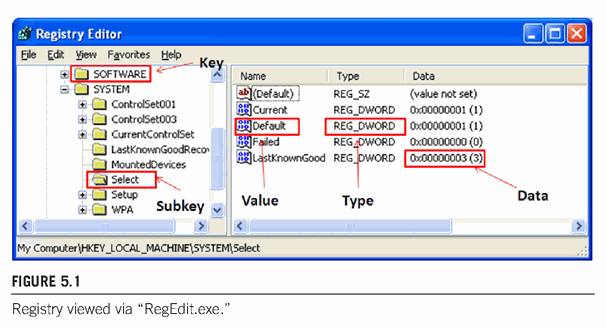 Registry Editor
File Edit View Favorites Help
Key
SOFTWARE
SYSTEM
ControlSet001
ControlSet003
CurrentControlSet
LastKnownGoodReco
MountedDevices
Select
Setup
WPA
Subkey
Name Type Data
(Default) REG_SZ (value not set)
Current REG_DWORD 0x00000001 (1)
Default REG_DWORD 0x00000001 (1)
Failed REG_DWORD 0x00000000 (0)
LastKnownGood REG_DWORD 0x00000003 (3)
Value Type Data
My Computer\HKEY_LOCAL_MACHINE\SYSTEM\Select
FIGURE 5.1
Registry viewed via “RegEdit.exe.”